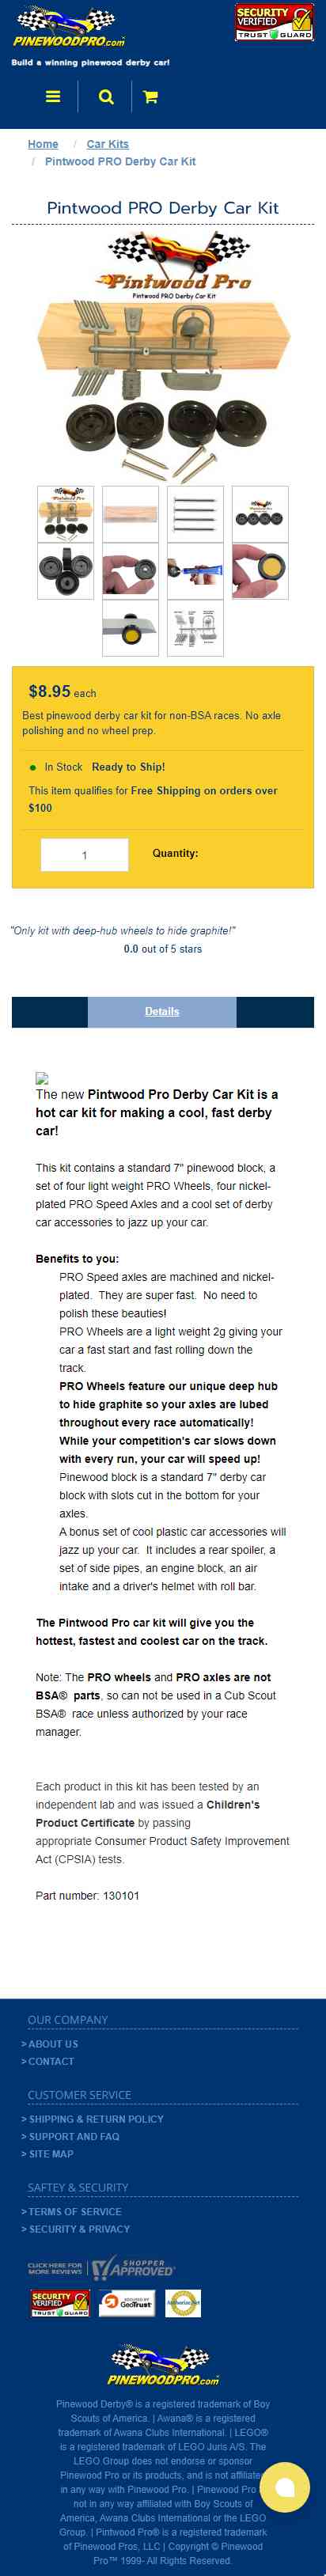 PINEWOODPRO.com
Build a winning pinewood derby car!
SECURITY
VERIFIED
TRUST GUARD
Home / Car Kits
/ Pintwood PRO Derby Car Kit
Pintwood PRO Derby Car Kit
Pintwood Pro
Pintwood PRO Derby Car Kit
$8.95 each
Best pinewood derby car kit for non-BSA races. No axle
polishing and no wheel prep.
In Stock Ready to Ship!
This item qualifies for Free Shipping on orders over
$100
1 Quantity:
"Only kit with deep-hub wheels to hide graphite!"
0.0 out of 5 stars
Details
The new Pintwood Pro Derby Car Kit is a
hot car kit for making a cool, fast derby
car!
This kit contains a standard 7" pinewood block, a
set of four light weight PRO Wheels, four nickel-
plated PRO Speed Axles and a cool set of derby
car accessories to jazz up your car.
Benefits to you:
PRO Speed axles are machined and nickel-
plated. They are super fast. No need to
polish these beauties!
PRO Wheels are a light weight 2g giving your
car a fast start and fast rolling down the
track.
PRO Wheels feature our unique deep hub
to hide graphite so your axles are lubed
throughout every race automatically!
While your competition's car slows down
with every run, your car will speed up!
Pinewood block is a standard 7" derby car
block with slots cut in the bottom for your
axles.
A bonus set of cool plastic car accessories will
jazz up your car. It includes a rear spoiler, a
set of side pipes, an engine block, an air
intake and a driver's helmet with roll bar.
The Pintwood Pro car kit will give you the
hottest, fastest and coolest car on the track.
Note: The PRO wheels and PRO axles are not
BSA® parts, so can not be used in a Cub Scout
BSA® race unless authorized by your race
manager.
Each product in this kit has been tested by an
independent lab and was issued a Children's
Product Certificate by passing
appropriate Consumer Product Safety Improvement
Act (CPSIA) tests.
Part number: 130101
OUR COMPANY
> ABOUT US
> CONTACT
CUSTOMER SERVICE
> SHIPPING & RETURN POLICY
> SUPPORT AND FAQ
> SITE MAP
SAFTEY & SECURITY
> TERMS OF SERVICE
> SECURITY & PRIVACY
CLICK HERE FOR
MORE REVIEWS
SHOPPER
APPROVED
SECURITY
VERIFIED
TRUST GUARD
SECURED BY
GeoTrust
Authorize.Net
PINEWOODPRO.com
Pinewood Derby® is a registered trademark of Boy
Scouts of America. | Awana® is a registered
trademark of Awana Clubs International. | LEGO®
is a registered trademark of LEGO Juris A/S. The
LEGO Group does not endorse or sponsor
Pinewood Pro or its products, and is not affiliated
in any way with Pinewood Pro. | Pinewood Pro
not in any way affiliated with Boy Scouts of
America, Awana Clubs International or the LEGO
Group. | Pintwood Pro® is a registered trademark
of Pinewood Pros, LLC | Copyright © Pinewood
Pro™ 1999- All Rights Reserved.